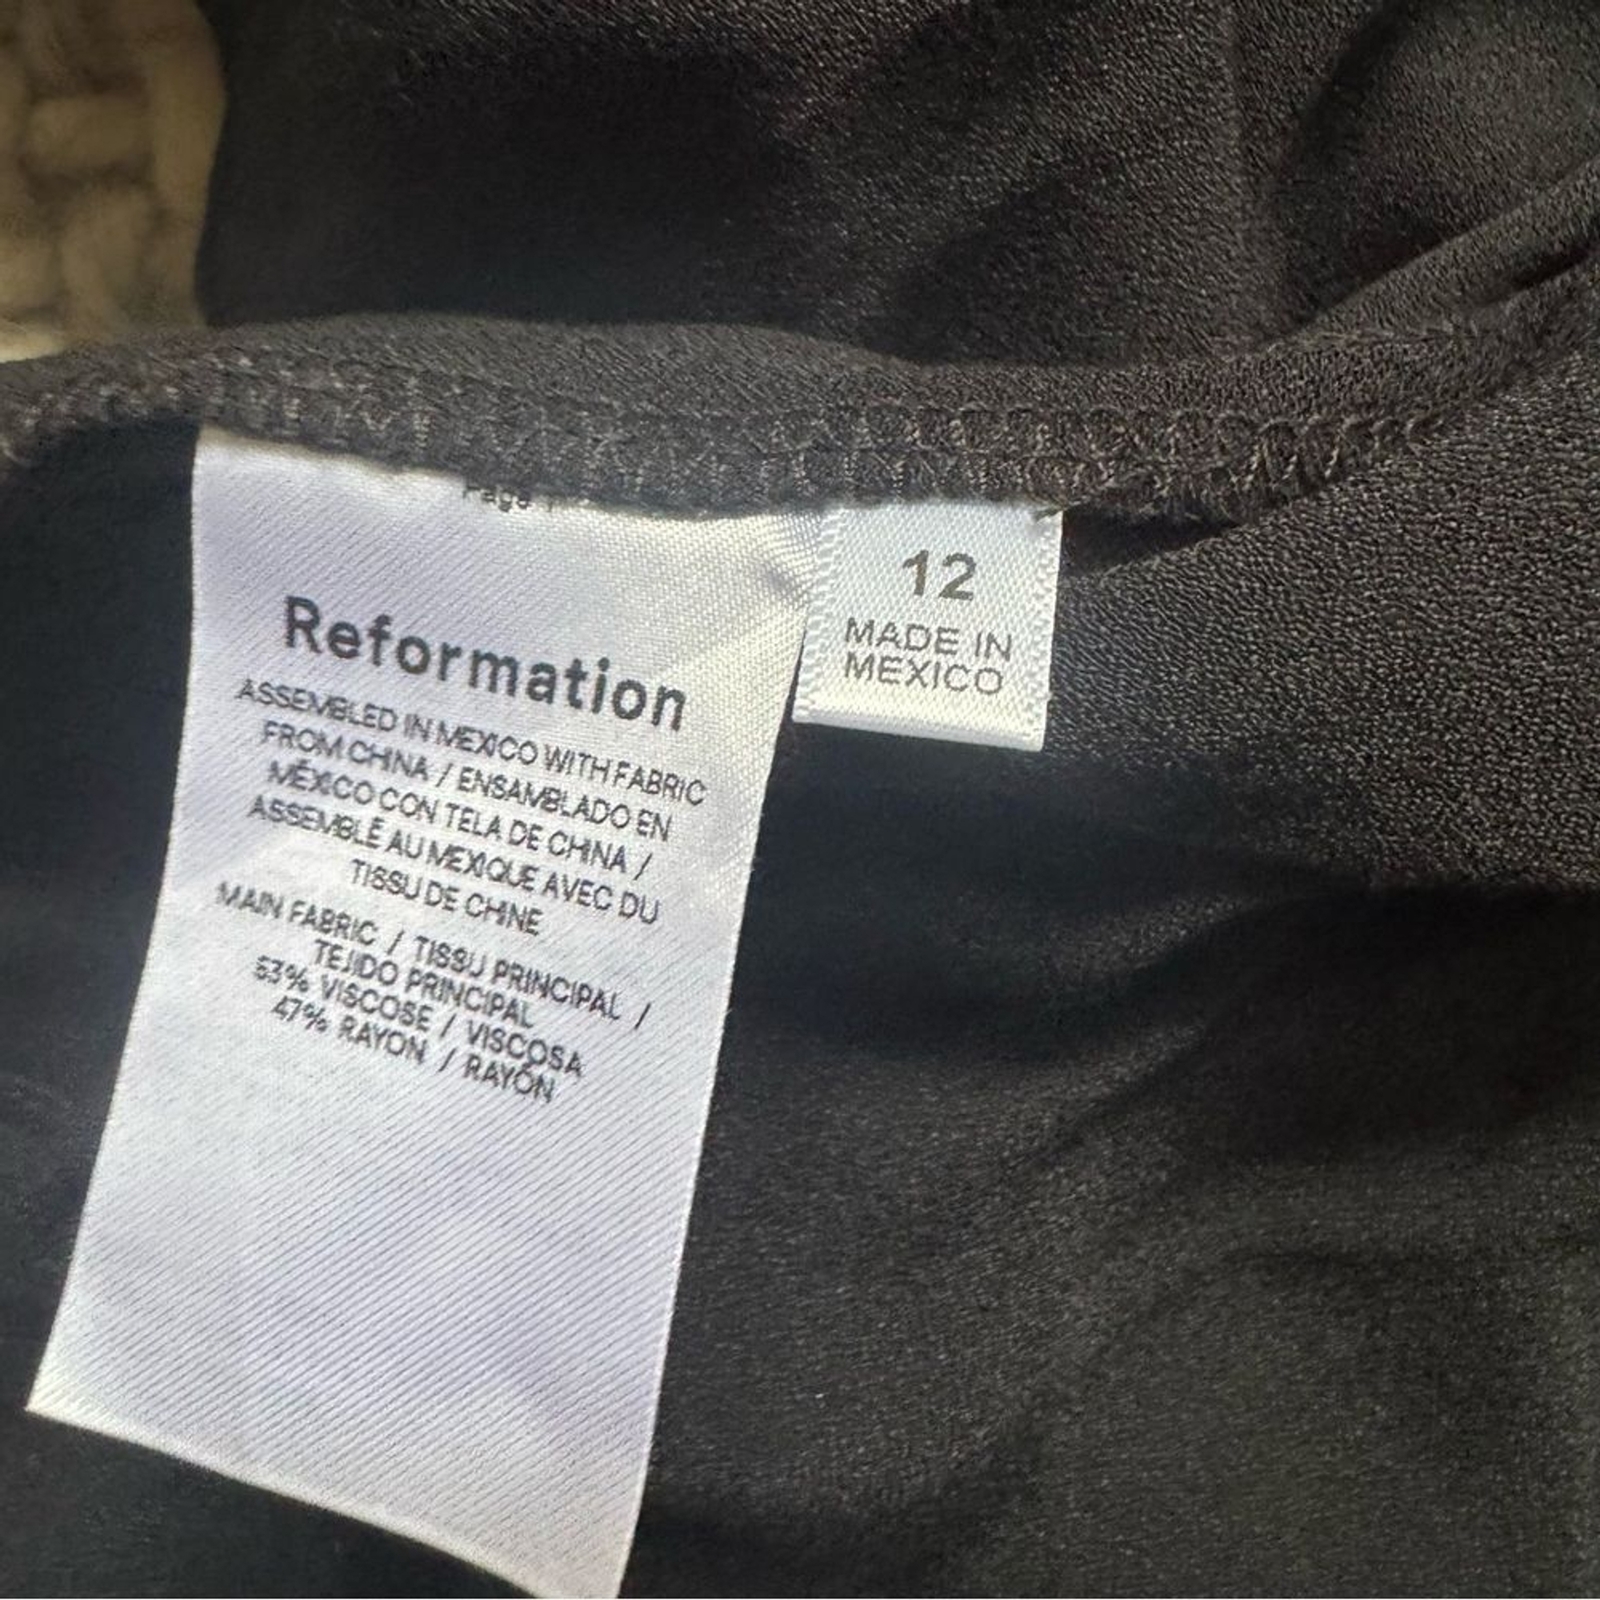 Page
Reformation
ASSEMBLED IN MEXICO WITH FABRIC
FROM CHINA / ENSAMBLADO EN
MÉXICO CON TELA DE CHINA /
ASSEMBLÉ AU MEXIQUE AVEC DU
TISSU DE CHINE
MAIN FABRIC / TISSU PRINCIPAL /
TEJIDO PRINCIPAL
53% VISCOSE / VISCOSA
47% RAYON / RAYÓN
12
MADE IN
MEXICO